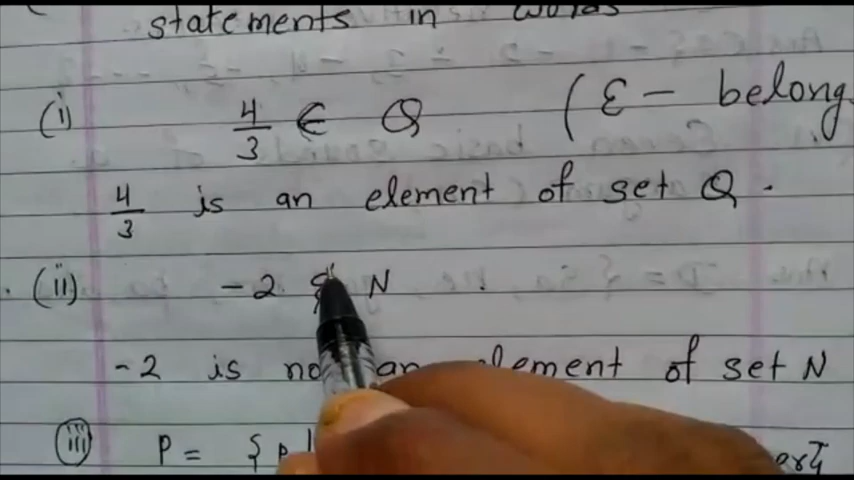 statements in words
(i) 4/3 ∈ Q (ε - belong
4/3 is an element of set Q.
(ii) -2 ∉ N
-2 is not an element of set N
(iii) P = { p |